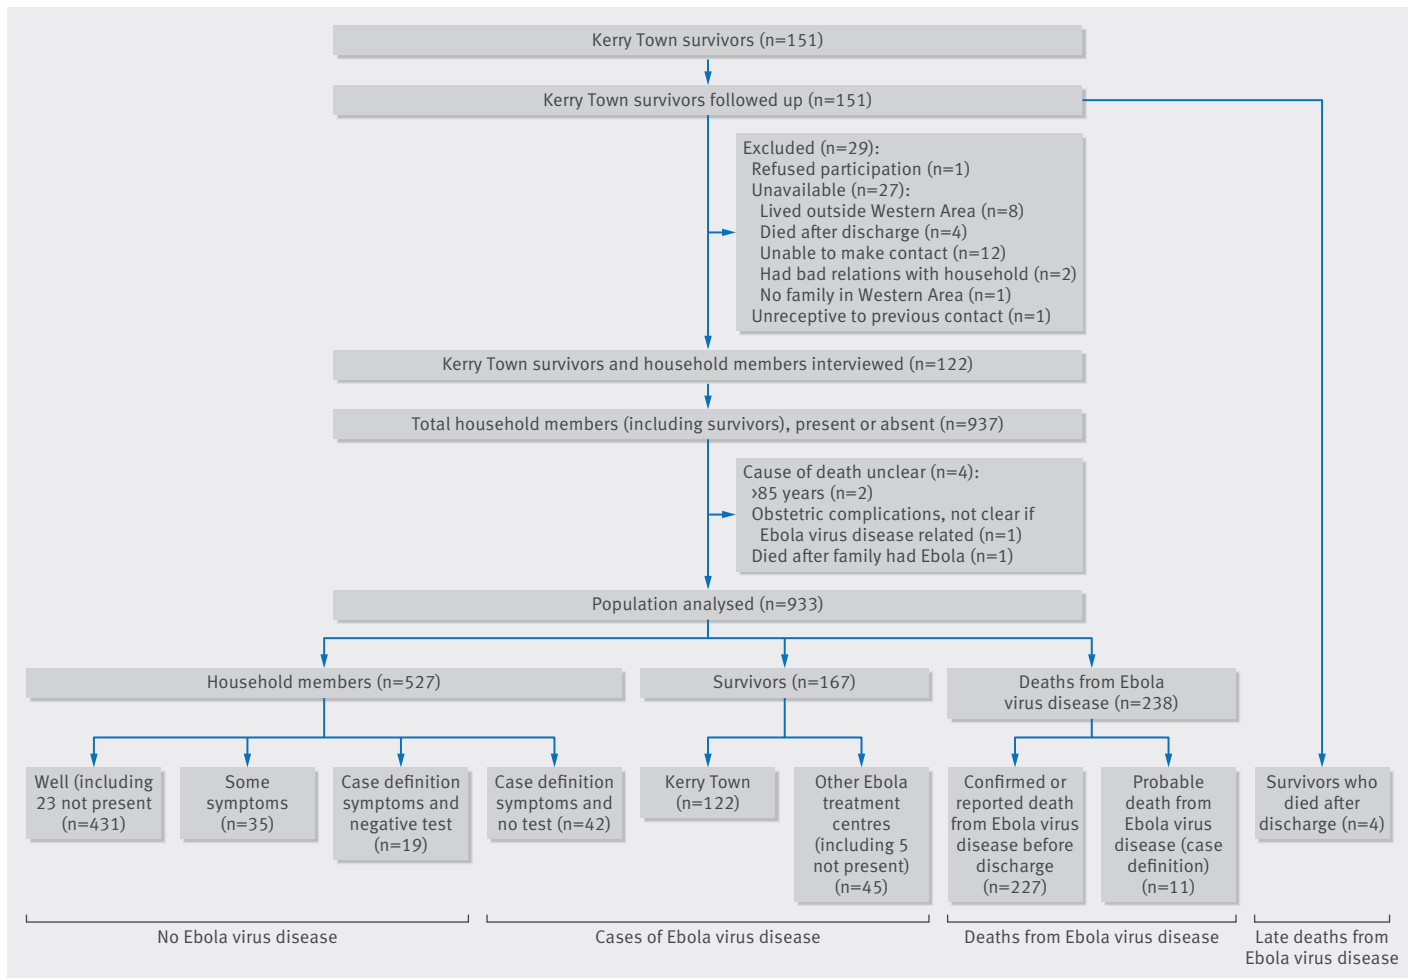 Kerry Town survivors (n=151)
Kerry Town survivors followed up (n=151)
Excluded (n=29):
Refused participation (n=1)
Unavailable (n=27):
Lived outside Western Area (n=8)
Died after discharge (n=4)
Unable to make contact (n=12)
Had bad relations with household (n=2)
No family in Western Area (n=1)
Unreceptive to previous contact (n=1)
Kerry Town survivors and household members interviewed (n=122)
Total household members (including survivors), present or absent (n=937)
Cause of death unclear (n=4):
>85 years (n=2)
Obstetric complications, not clear if
Ebola virus disease related (n=1)
Died after family had Ebola (n=1)
Population analysed (n=933)
Household members (n=527)
Survivors (n=167)
Deaths from Ebola
virus disease (n=238)
Well (including
23 not present
(n=431)
Some
symptoms
(n=35)
Case definition
symptoms and
negative test
(n=19)
Case definition
symptoms and
no test (n=42)
Kerry Town
(n=122)
Other Ebola
treatment
centres
(including 5
not present)
(n=45)
Confirmed or
reported death
from Ebola virus
disease before
discharge
(n=227)
Probable
death from
Ebola virus
disease (case
definition)
(n=11)
Survivors who
died after
discharge (n=4)
No Ebola virus disease
Cases of Ebola virus disease
Deaths from Ebola virus disease
Late deaths from
Ebola virus disease